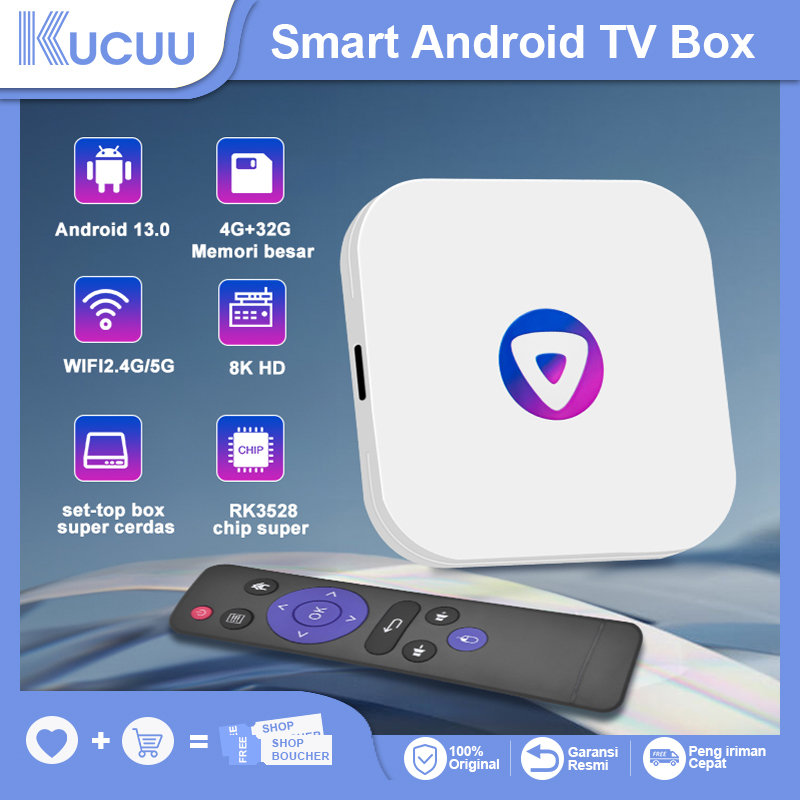 KUCUU
Smart Android TV Box
Android 13.0
4G+32G
Memori besar
WIFI2.4G/5G
8K HD
CHIP
set-top box
super cerdas
RK3528
chip super
OK
FREE
SHOP
SHOP
BOUCHER
100%
Original
Garansi
Resmi
FREE
Peng iriman
Cepat